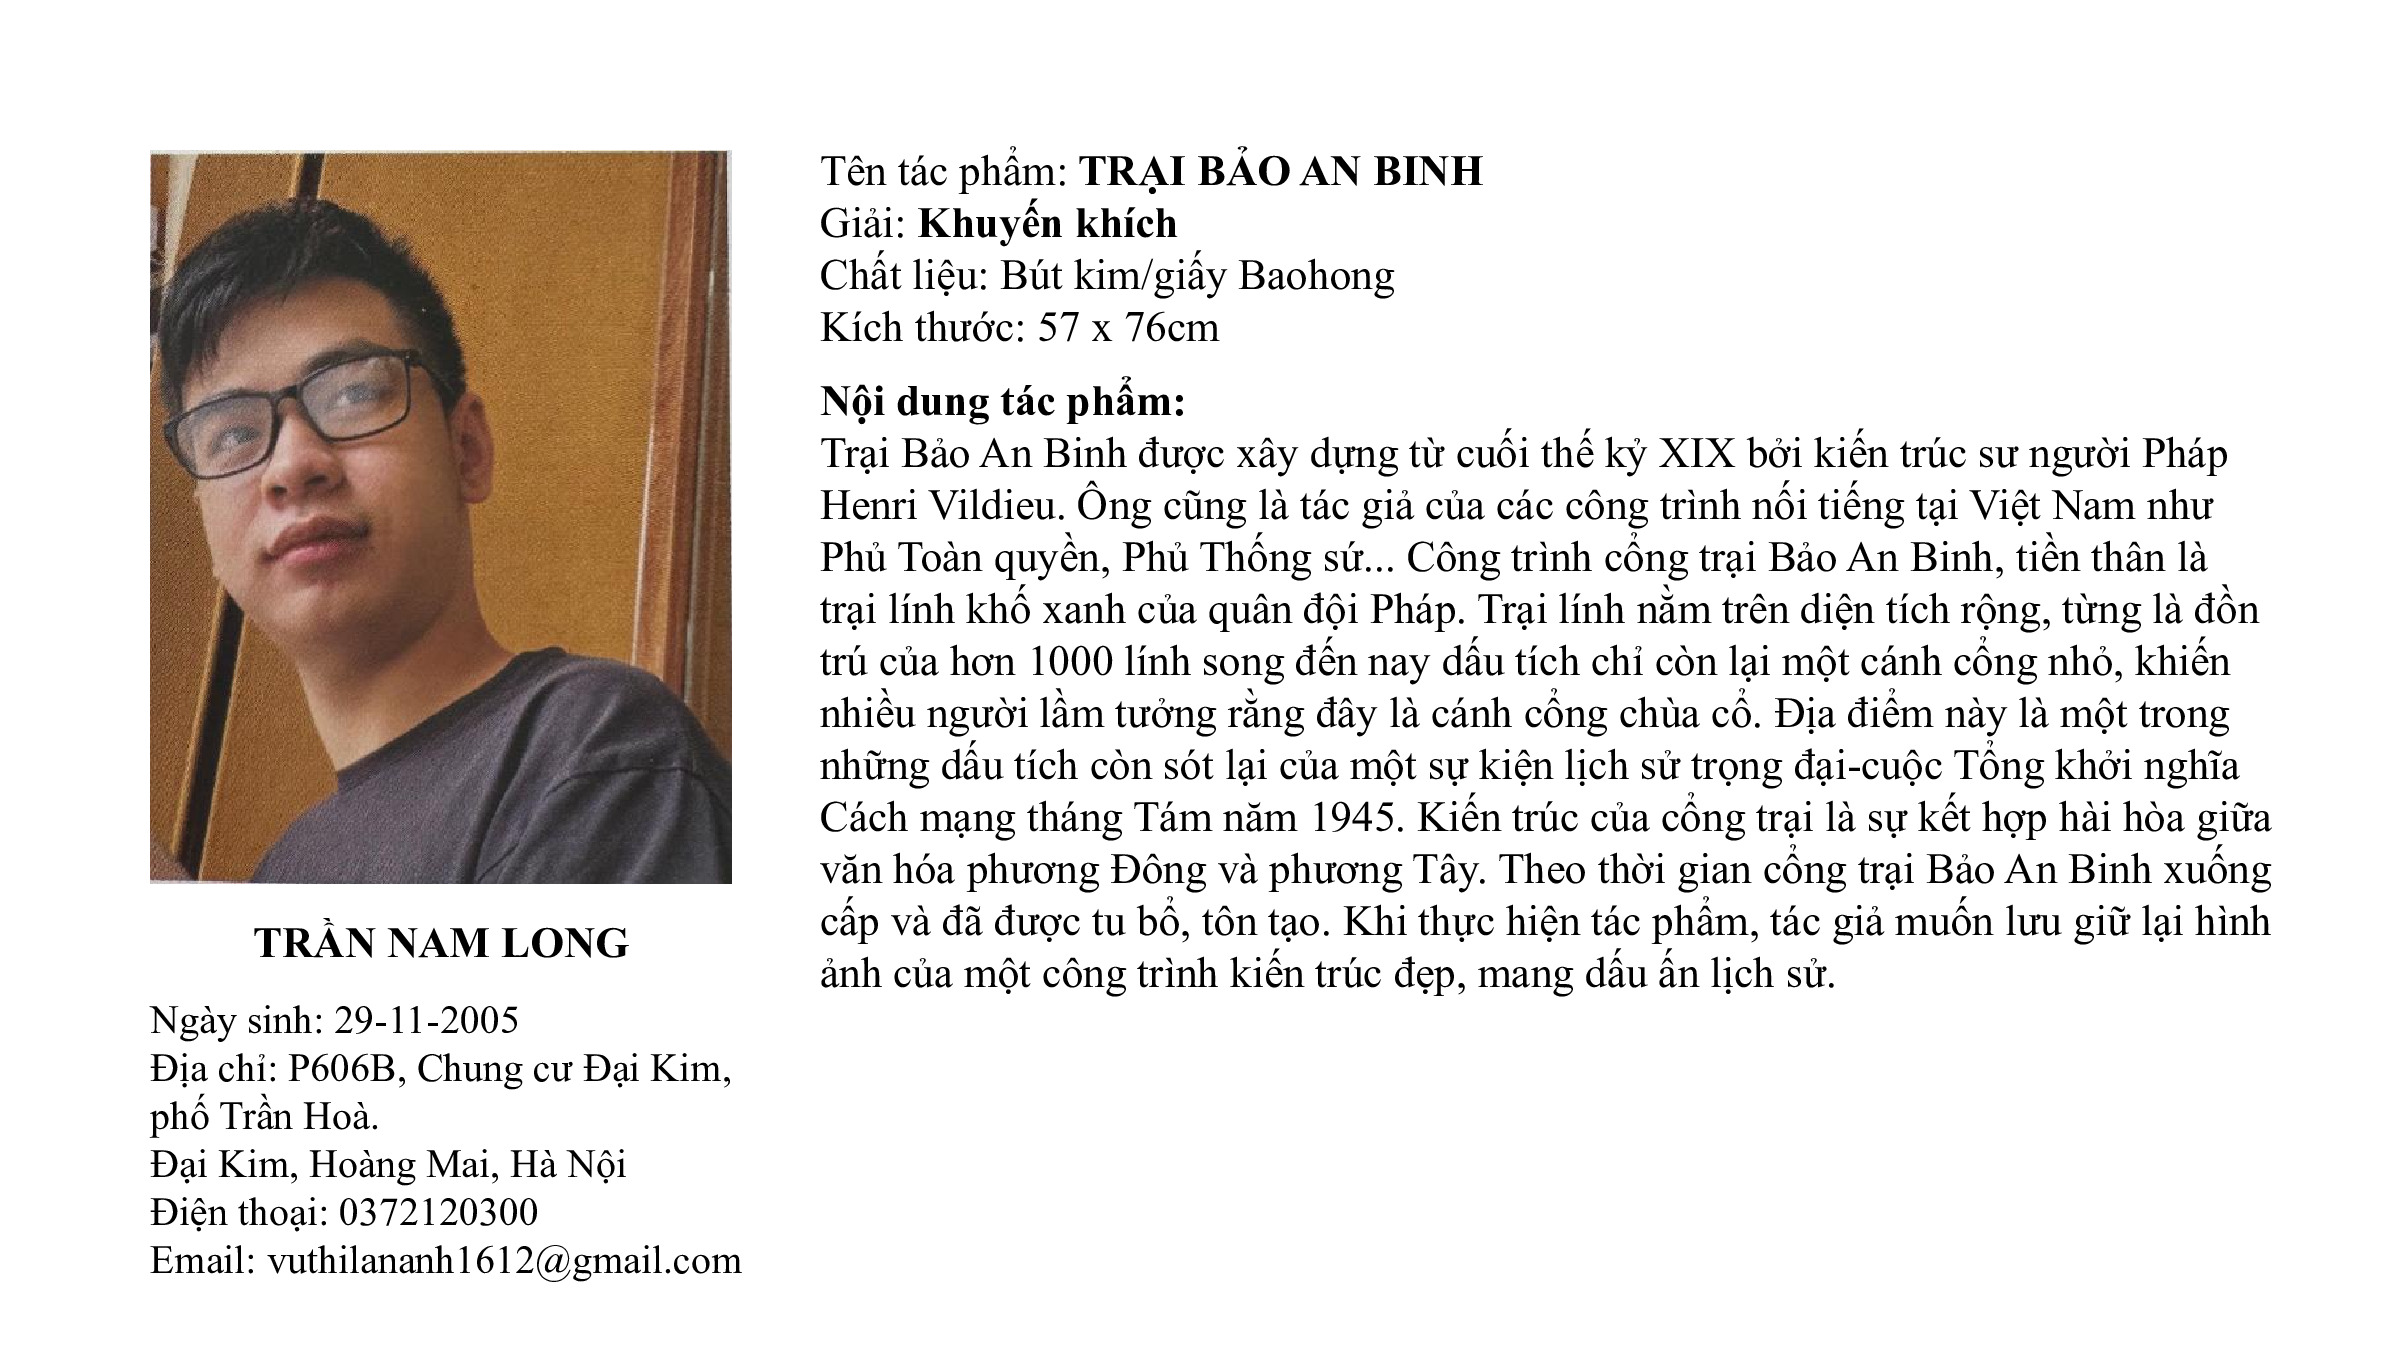 TRẦN NAM LONG
Ngày sinh: 29-11-2005
Địa chỉ: P606B, Chung cư Đại Kim,
phố Trần Hoà.
Đại Kim, Hoàng Mai, Hà Nội
Điện thoại: 0372120300
Email: vuthilananh1612@gmail.com
Tên tác phẩm: TRẠI BẢO AN BINH
Giải: Khuyến khích
Chất liệu: Bút kim/giấy Baohong
Kích thước: 57 x 76cm
Nội dung tác phẩm:
Trại Bảo An Binh được xây dựng từ cuối thế kỷ XIX bởi kiến trúc sư người Pháp
Henri Vildieu. Ông cũng là tác giả của các công trình nối tiếng tại Việt Nam như
Phủ Toàn quyền, Phủ Thống sứ... Công trình cổng trại Bảo An Binh, tiền thân là
trại lính khố xanh của quân đội Pháp. Trại lính nằm trên diện tích rộng, từng là đồn
trú của hơn 1000 lính song đến nay dấu tích chỉ còn lại một cánh cổng nhỏ, khiến
nhiều người lầm tưởng rằng đây là cánh cổng chùa cổ. Địa điểm này là một trong
những dấu tích còn sót lại của một sự kiện lịch sử trọng đại-cuộc Tổng khởi nghĩa
Cách mạng tháng Tám năm 1945. Kiến trúc của cổng trại là sự kết hợp hài hòa giữa
văn hóa phương Đông và phương Tây. Theo thời gian cổng trại Bảo An Binh xuống
cấp và đã được tu bổ, tôn tạo. Khi thực hiện tác phẩm, tác giả muốn lưu giữ lại hình
ảnh của một công trình kiến trúc đẹp, mang dấu ấn lịch sử.